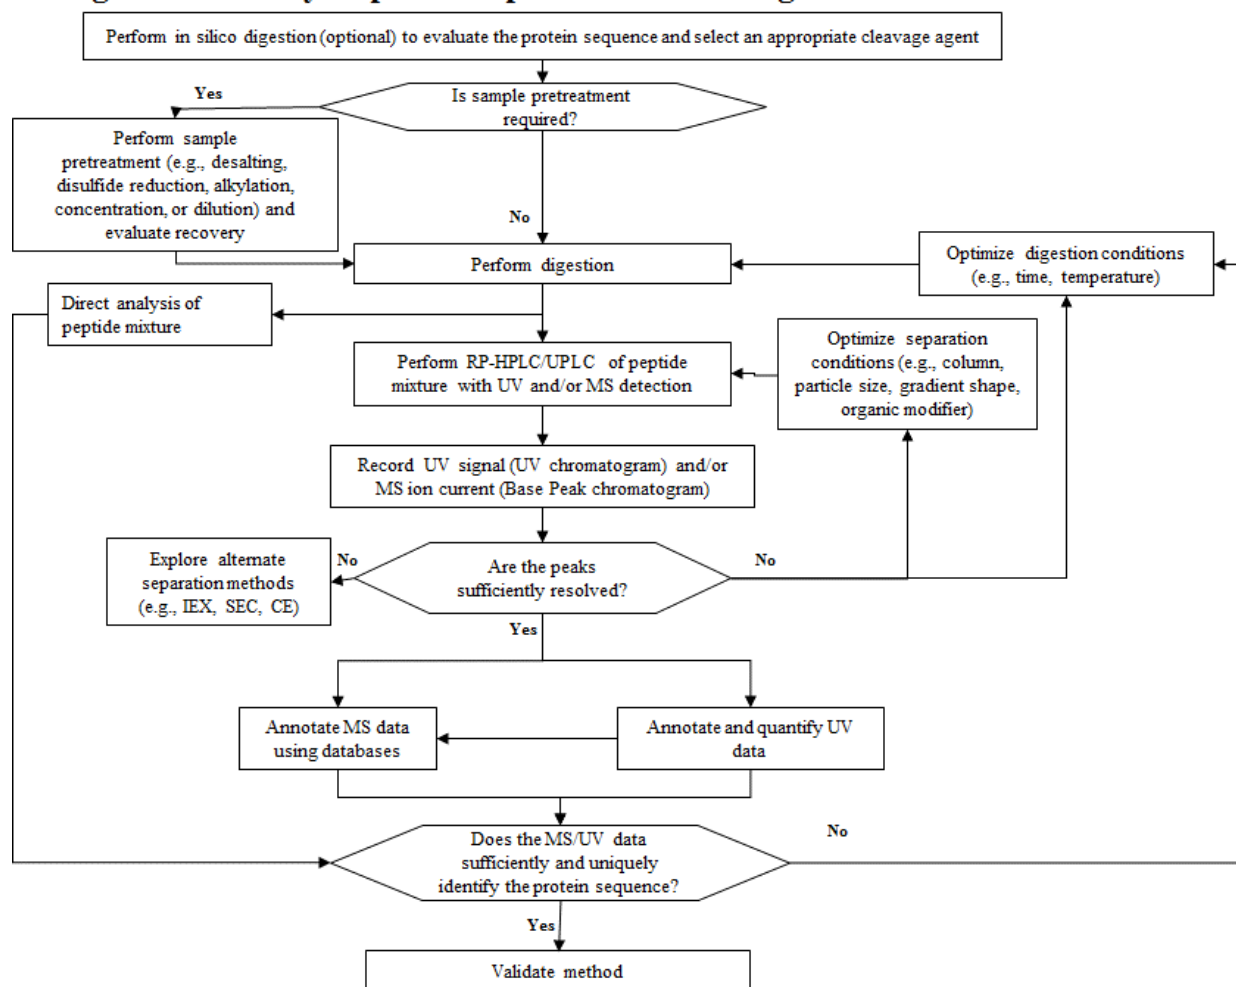 Perform in silico digestion (optional) to evaluate the protein sequence and select an appropriate cleavage agent
Yes
Is sample pretreatment
required?
Perform sample
pretreatment (e.g., desalting,
disulfide reduction, alkylation,
concentration, or dilution) and
evaluate recovery
No
Perform digestion
Optimize digestion conditions
(e.g., time, temperature)
Direct analysis of
peptide mixture
Perform RP-HPLC/UPLC of peptide
mixture with UV and/or MS detection
Optimize separation
conditions (e.g., column,
particle size, gradient shape,
organic modifier)
Record UV signal (UV chromatogram) and/or
MS ion current (Base Peak chromatogram)
Explore alternate
separation methods
(e.g., IEX, SEC, CE)
No
Are the peaks
sufficiently resolved?
No
Yes
Annotate MS data
using databases
Annotate and quantify UV
data
Does the MS/UV data
sufficiently and uniquely
identify the protein sequence?
No
Yes
Validate method